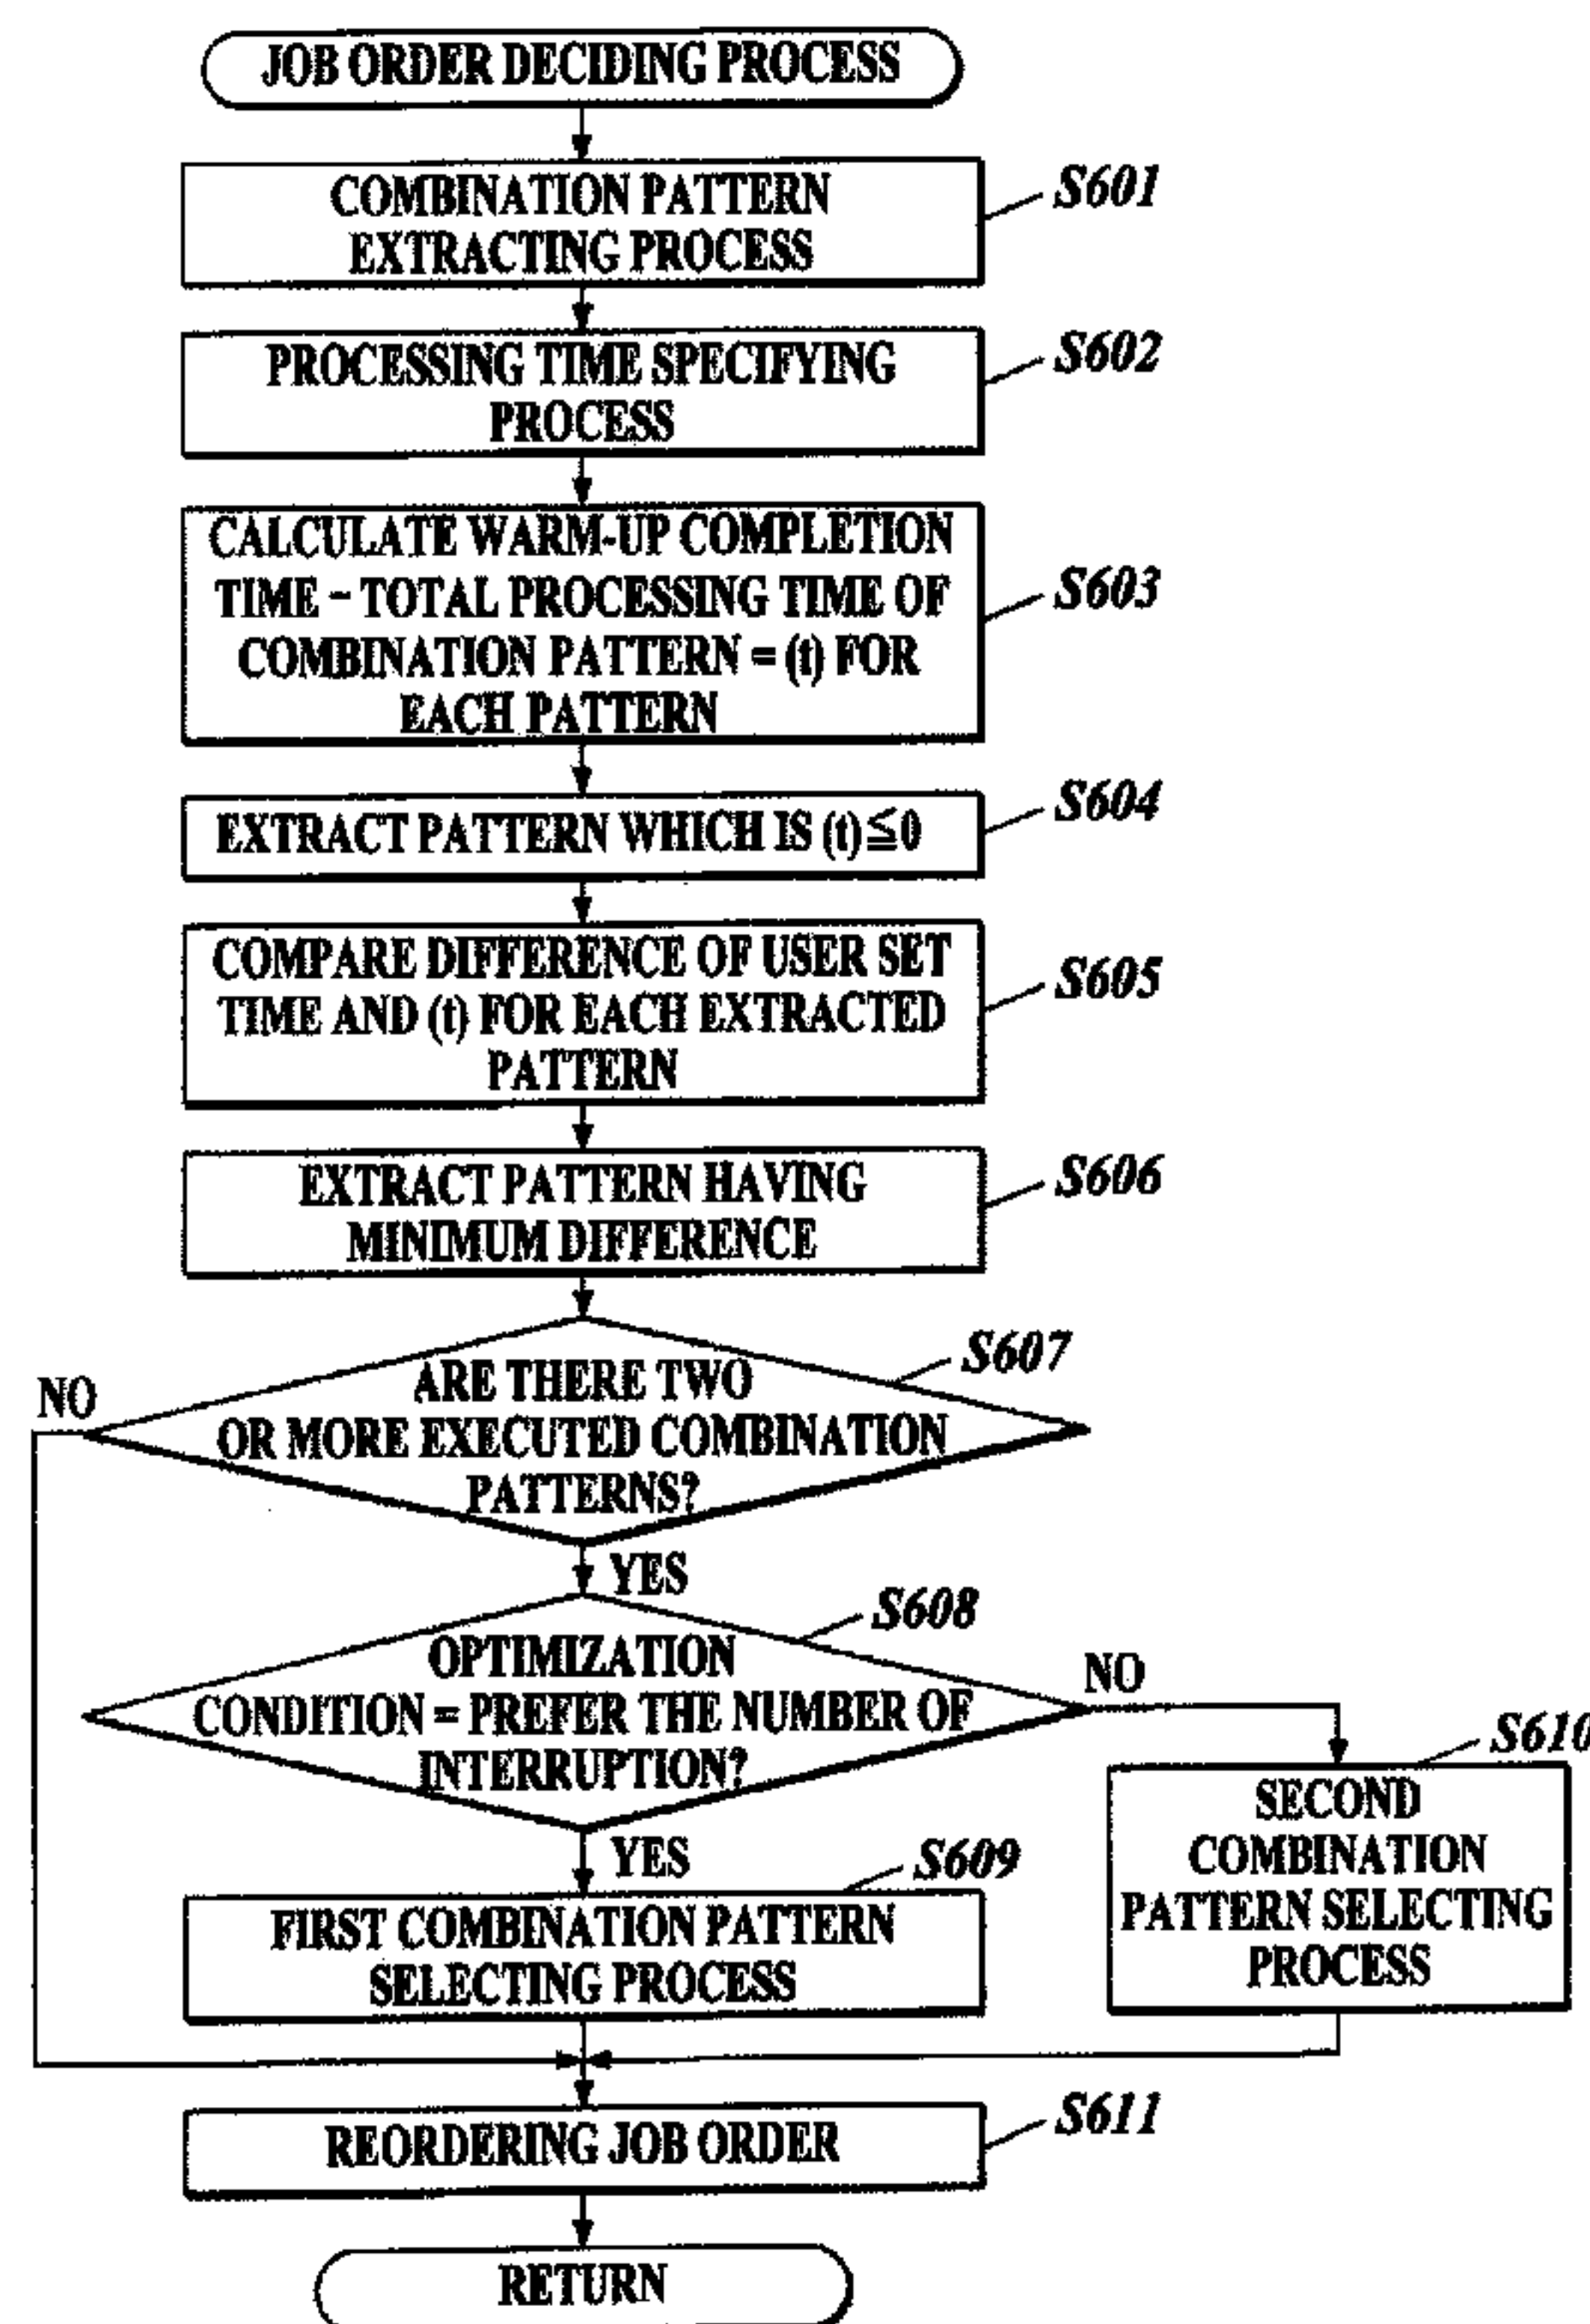 JOB ORDER DECIDING PROCESS
COMBINATION PATTERN
EXTRACTING PROCESS
S601
PROCESSING TIME SPECIFYING
PROCESS
S602
CALCULATE WARM-UP COMPLETION
TIME - TOTAL PROCESSING TIME OF
COMBINATION PATTERN = (t) FOR
EACH PATTERN
S603
EXTRACT PATTERN WHICH IS (t)≦0
S604
COMPARE DIFFERENCE OF USER SET
TIME AND (t) FOR EACH EXTRACTED
PATTERN
S605
EXTRACT PATTERN HAVING
MINIMUM DIFFERENCE
S606
ARE THERE TWO
OR MORE EXECUTED COMBINATION
PATTERNS?
S607
NO
YES
OPTIMIZATION
CONDITION = PREFER THE NUMBER OF
INTERRUPTION?
S608
NO
YES
FIRST COMBINATION PATTERN
SELECTING PROCESS
S609
SECOND
COMBINATION
PATTERN SELECTING
PROCESS
S610
REORDERING JOB ORDER
S611
RETURN